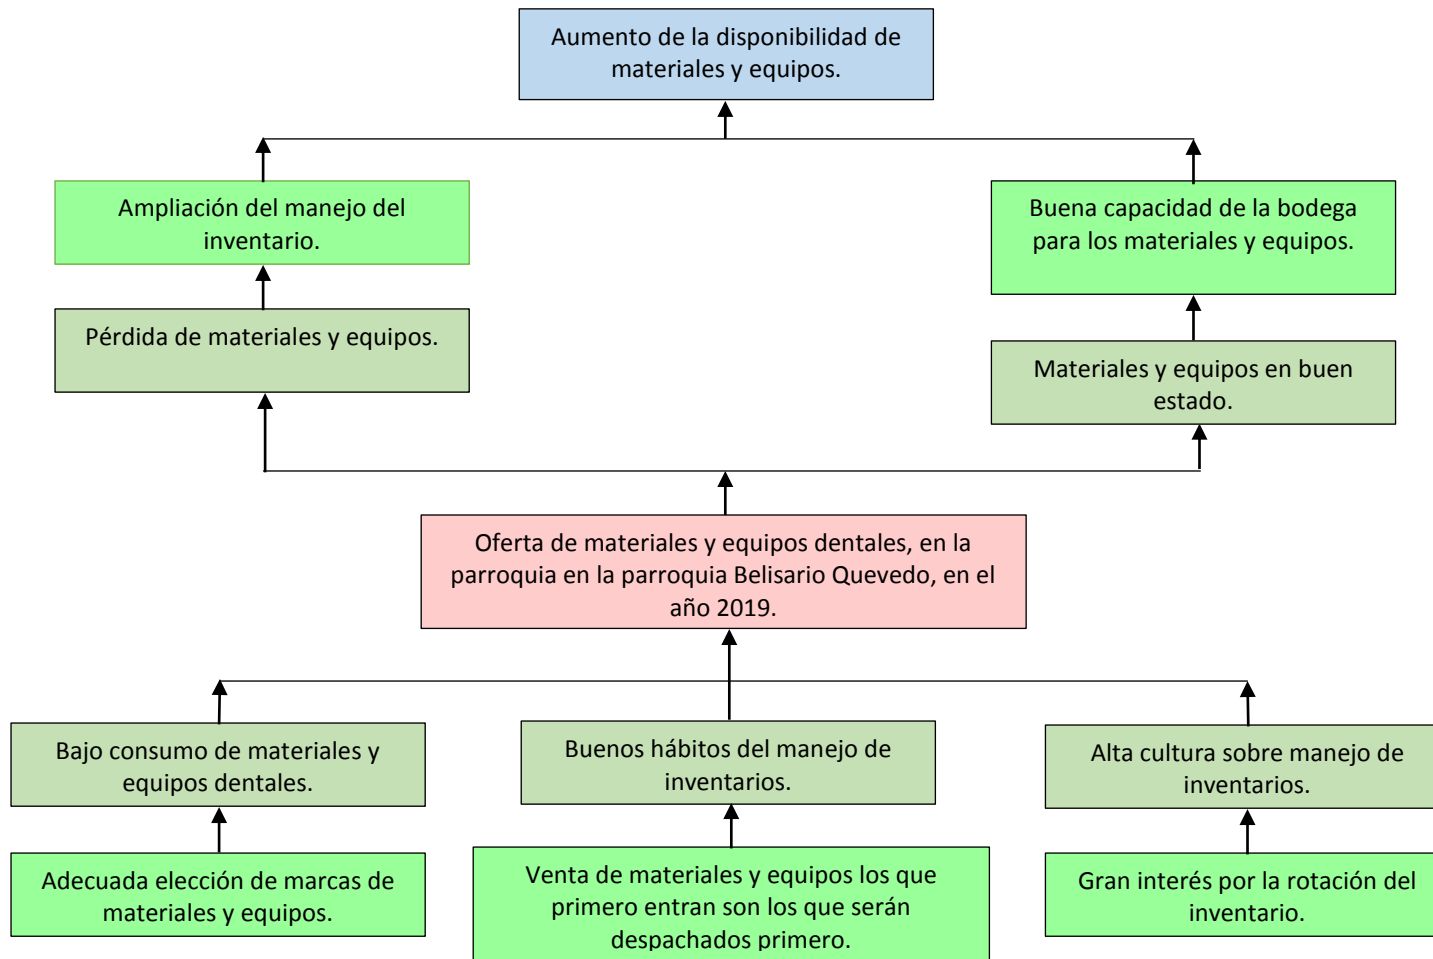 Aumento de la disponibilidad de
materiales y equipos.
Ampliación del manejo del
inventario.
Buena capacidad de la bodega
para los materiales y equipos.
Pérdida de materiales y equipos.
Materiales y equipos en buen
estado.
Oferta de materiales y equipos dentales, en la
parroquia en la parroquia Belisario Quevedo, en el
año 2019.
Bajo consumo de materiales y
equipos dentales.
Buenos hábitos del manejo de
inventarios.
Alta cultura sobre manejo de
inventarios.
Adecuada elección de marcas de
materiales y equipos.
Venta de materiales y equipos los que
primero entran son los que serán
despachados primero.
Gran interés por la rotación del
inventario.